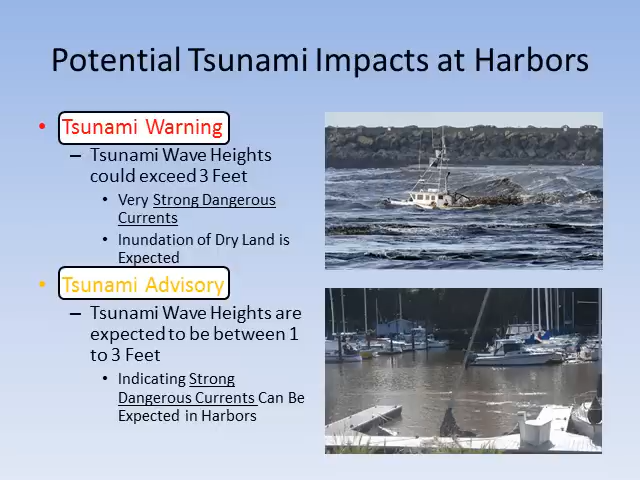 Potential Tsunami Impacts at Harbors
• Tsunami Warning
– Tsunami Wave Heights
could exceed 3 Feet
• Very Strong Dangerous
Currents
• Inundation of Dry Land is
Expected
• Tsunami Advisory
– Tsunami Wave Heights are
expected to be between 1
to 3 Feet
• Indicating Strong
Dangerous Currents Can Be
Expected in Harbors